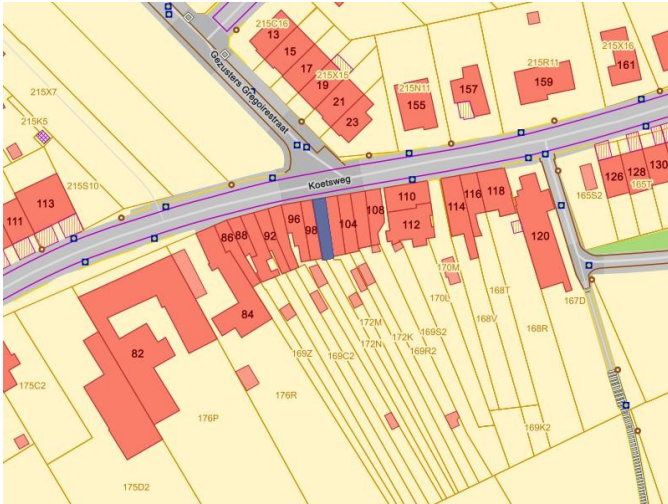 215C16
13
15
17
19
21
23
215X15
Gezusters Gregoirestraat
215X7
215K5
215S10
113
111
215N11
155
157
215R11
159
215X16
161
Koetsweg
126
128
130
165T
165S2
86
88
92
96
98
104
108
110
112
114
116
118
120
84
82
170M
170L
168T
168V
168R
167D
172M
172N
172K
169S2
169R2
169Z
169C2
176R
176P
175C2
175D2
169K2